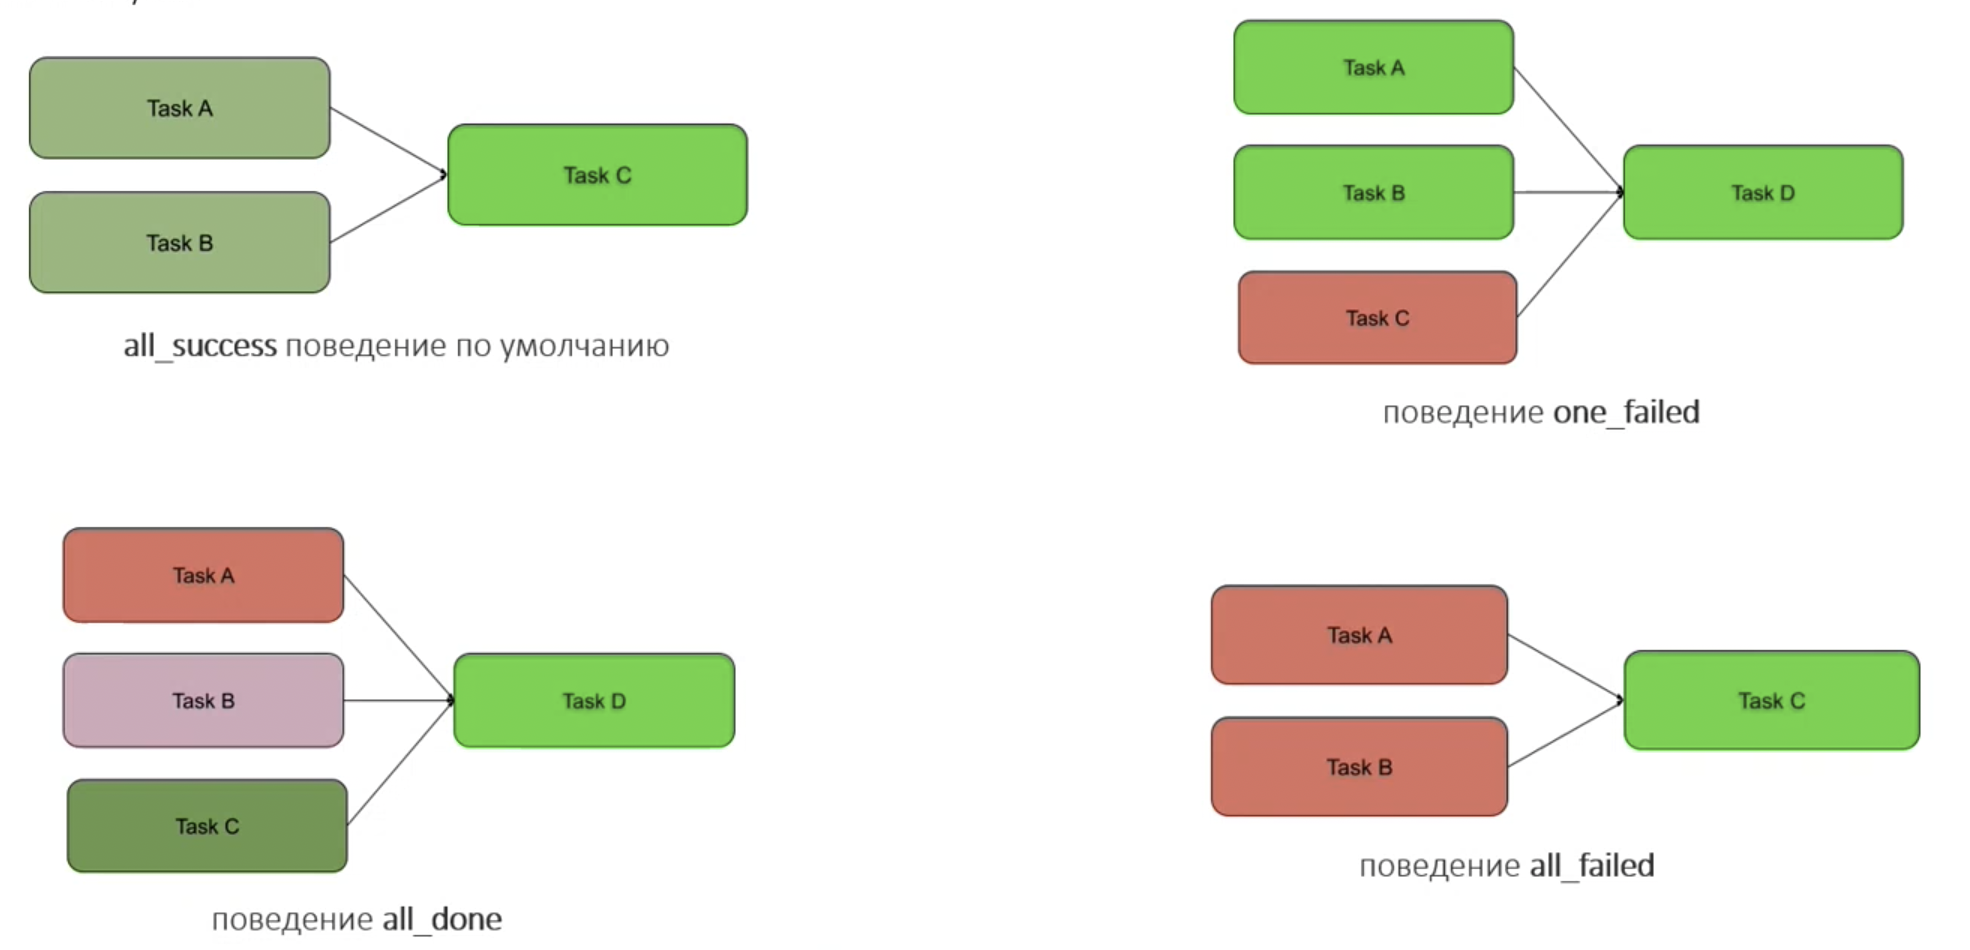 Task A
Task B
Task C
all_success поведение по умолчанию
Task A
Task B
Task C
Task D
поведение one_failed
Task A
Task B
Task C
Task D
поведение all_done
Task A
Task B
Task C
поведение all_failed